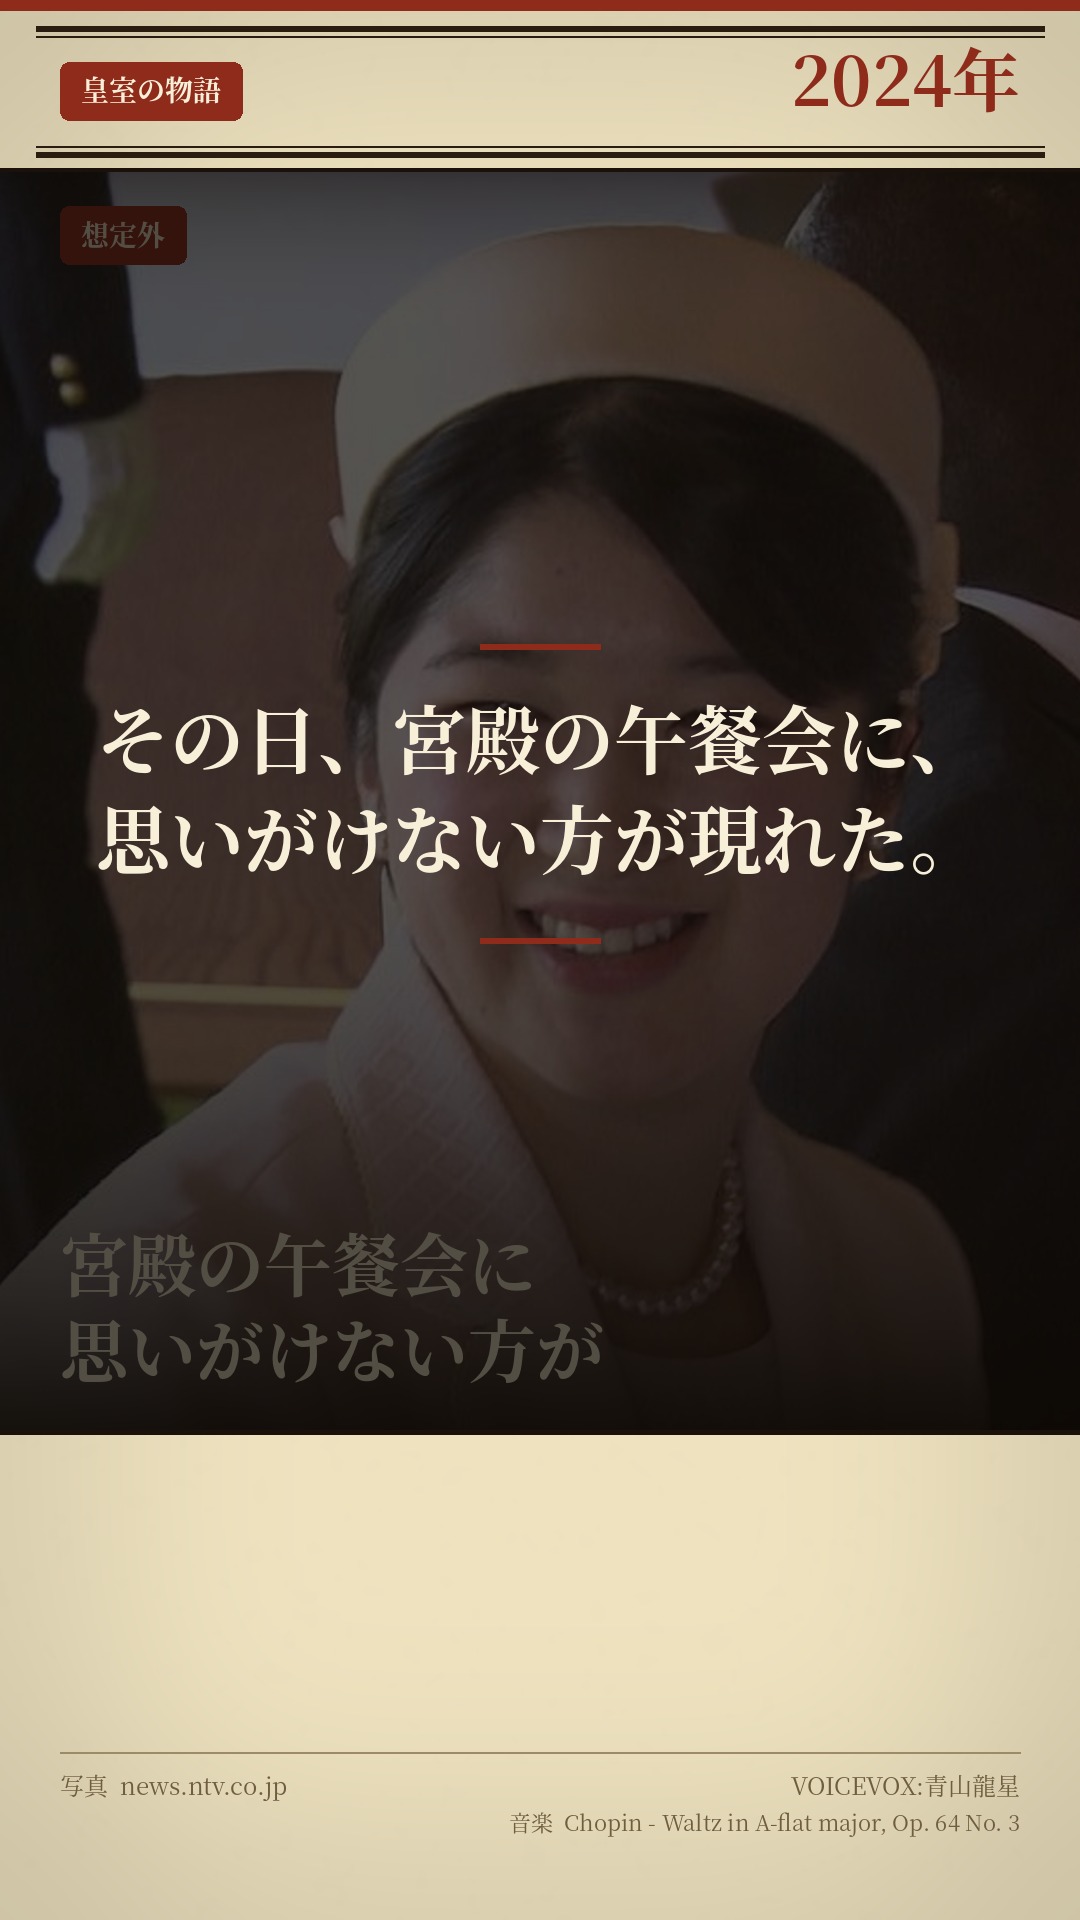 皇室の物語
2024年
想定外
その日、宮殿の午餐会に、
思いがけない方が現れた。
宮殿の午餐会に
思いがけない方が
写真 news.ntv.co.jp
VOICEVOX:青山龍星
音楽 Chopin - Waltz in A-flat major, Op. 64 No. 3